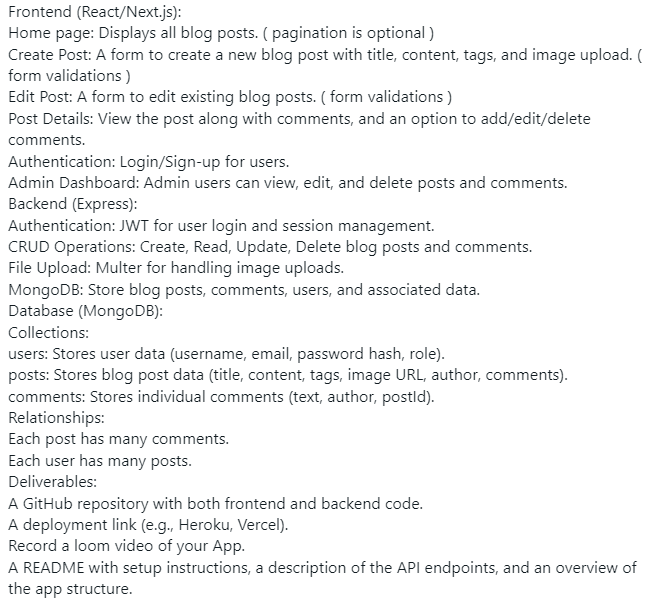 Frontend (React/Next.js):
Home page: Displays all blog posts. ( pagination is optional )
Create Post: A form to create a new blog post with title, content, tags, and image upload. (
form validations )
Edit Post: A form to edit existing blog posts. ( form validations )
Post Details: View the post along with comments, and an option to add/edit/delete
comments.
Authentication: Login/Sign-up for users.
Admin Dashboard: Admin users can view, edit, and delete posts and comments.
Backend (Express):
Authentication: JWT for user login and session management.
CRUD Operations: Create, Read, Update, Delete blog posts and comments.
File Upload: Multer for handling image uploads.
MongoDB: Store blog posts, comments, users, and associated data.
Database (MongoDB):
Collections:
users: Stores user data (username, email, password hash, role).
posts: Stores blog post data (title, content, tags, image URL, author, comments).
comments: Stores individual comments (text, author, postId).
Relationships:
Each post has many comments.
Each user has many posts.
Deliverables:
A GitHub repository with both frontend and backend code.
A deployment link (e.g., Heroku, Vercel).
Record a loom video of your App.
A README with setup instructions, a description of the API endpoints, and an overview of
the app structure.